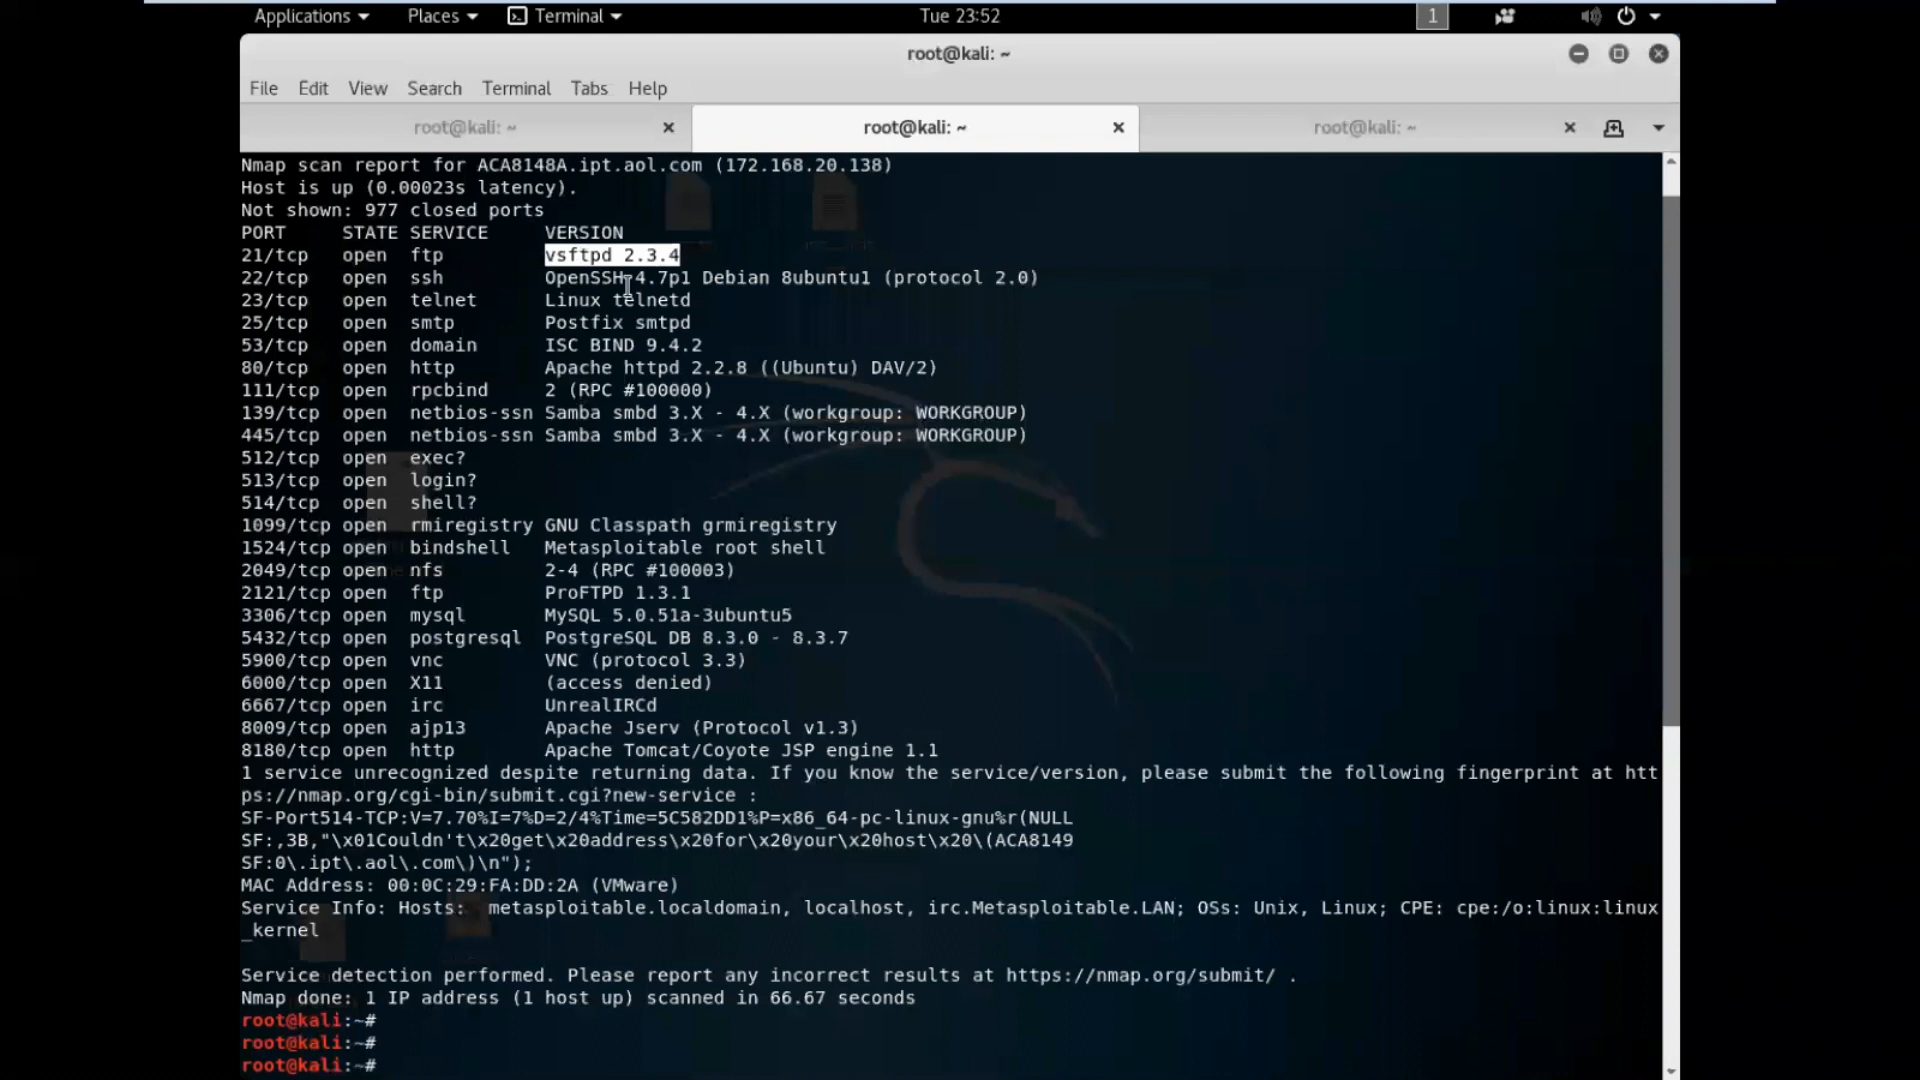 Applications Places Terminal Tue 23:52 1
root@kali: ~
File Edit View Search Terminal Tabs Help
root@kali: ~ root@kali: ~ root@kali: ~
Nmap scan report for ACA8148A.ipt.aol.com (172.168.20.138)
Host is up (0.00023s latency).
Not shown: 977 closed ports
PORT STATE SERVICE VERSION
21/tcp open ftp vsftpd 2.3.4
22/tcp open ssh OpenSSH 4.7p1 Debian 8ubuntu1 (protocol 2.0)
23/tcp open telnet Linux telnetd
25/tcp open smtp Postfix smtpd
53/tcp open domain ISC BIND 9.4.2
80/tcp open http Apache httpd 2.2.8 ((Ubuntu) DAV/2)
111/tcp open rpcbind 2 (RPC #100000)
139/tcp open netbios-ssn Samba smbd 3.X - 4.X (workgroup: WORKGROUP)
445/tcp open netbios-ssn Samba smbd 3.X - 4.X (workgroup: WORKGROUP)
512/tcp open exec?
513/tcp open login?
514/tcp open shell?
1099/tcp open rmiregistry GNU Classpath grmiregistry
1524/tcp open bindshell Metasploitable root shell
2049/tcp open nfs 2-4 (RPC #100003)
2121/tcp open ftp ProFTPD 1.3.1
3306/tcp open mysql MySQL 5.0.51a-3ubuntu5
5432/tcp open postgresql PostgreSQL DB 8.3.0 - 8.3.7
5900/tcp open vnc VNC (protocol 3.3)
6000/tcp open X11 (access denied)
6667/tcp open irc UnrealIRCd
8009/tcp open ajp13 Apache Jserv (Protocol v1.3)
8180/tcp open http Apache Tomcat/Coyote JSP engine 1.1
1 service unrecognized despite returning data. If you know the service/version, please submit the following fingerprint at htt
ps://nmap.org/cgi-bin/submit.cgi?new-service :
SF-Port514-TCP:V=7.70%I=7%D=2/4%Time=5C582DD1%P=x86_64-pc-linux-gnu%r(NULL
SF:,3B,"\x01Couldn't\x20get\x20address\x20for\x20your\x20host\x20\(ACA8149
SF:0\.ipt\.aol\.com\)\n");
MAC Address: 00:0C:29:FA:DD:2A (VMware)
Service Info: Hosts:  metasploitable.localdomain, localhost, irc.Metasploitable.LAN; OSs: Unix, Linux; CPE: cpe:/o:linux:linux
_kernel
Service detection performed. Please report any incorrect results at https://nmap.org/submit/ .
Nmap done: 1 IP address (1 host up) scanned in 66.67 seconds
root@kali:~#
root@kali:~#
root@kali:~#